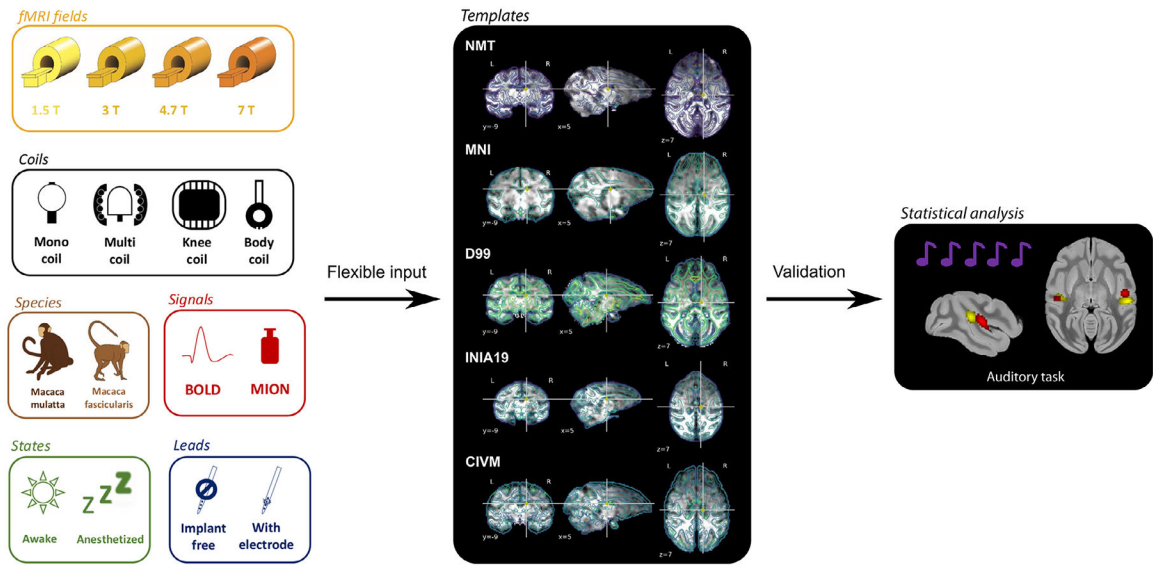 fMRI fields
1.5 T
3 T
4.7 T
7 T
Coils
Mono
coil
Multi
coil
Knee
coil
Body
coil
Species
Macaca
mulatta
Macaca
fascicularis
Signals
BOLD
MION
States
Awake
Z Z Z
Anesthetized
Leads
Implant
free
With
electrode
Flexible input
Templates
NMT
L R
L R
y=-9
x=5
z=7
MNI
L R
L R
y=-9
x=5
z=7
D99
L R
L R
y=-9
x=5
z=7
INIA19
L R
L R
y=-9
x=5
z=7
CIVM
L R
L R
y=-9
x=5
z=7
Validation
Statistical analysis
Auditory task